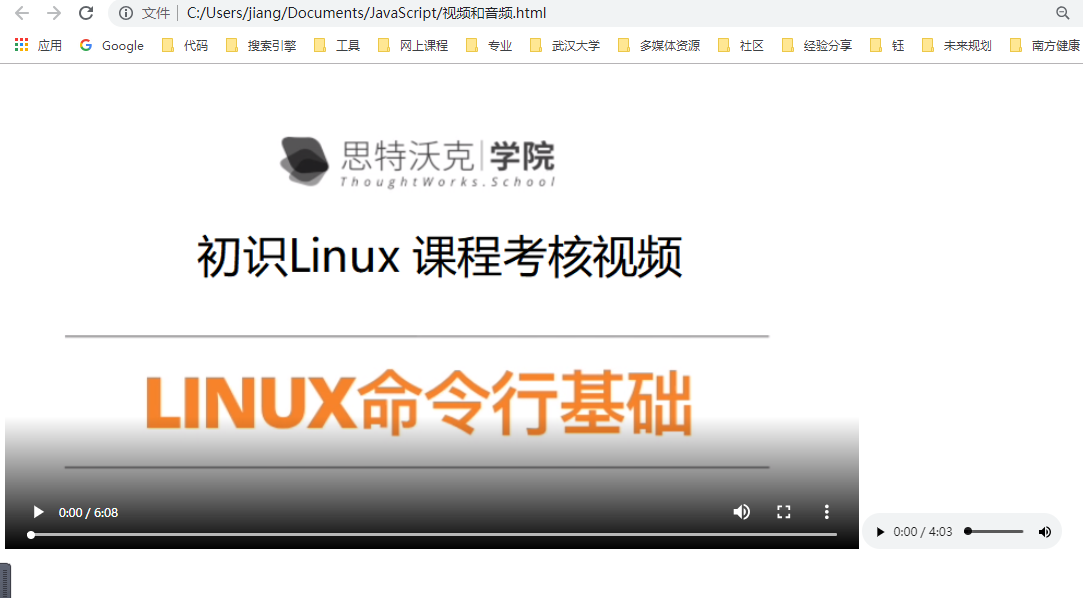 文件 C:/Users/jiang/Documents/JavaScript/视频和音频.html
应用 Google 代码 搜索引擎 工具 网上课程 专业 武汉大学 多媒体资源 社区 经验分享 钰 未来规划 南方健康
思特沃克|学院
ThoughtWorks.School
初识Linux 课程考核视频
LINUX命令行基础
0:00 / 6:08
0:00 / 4:03